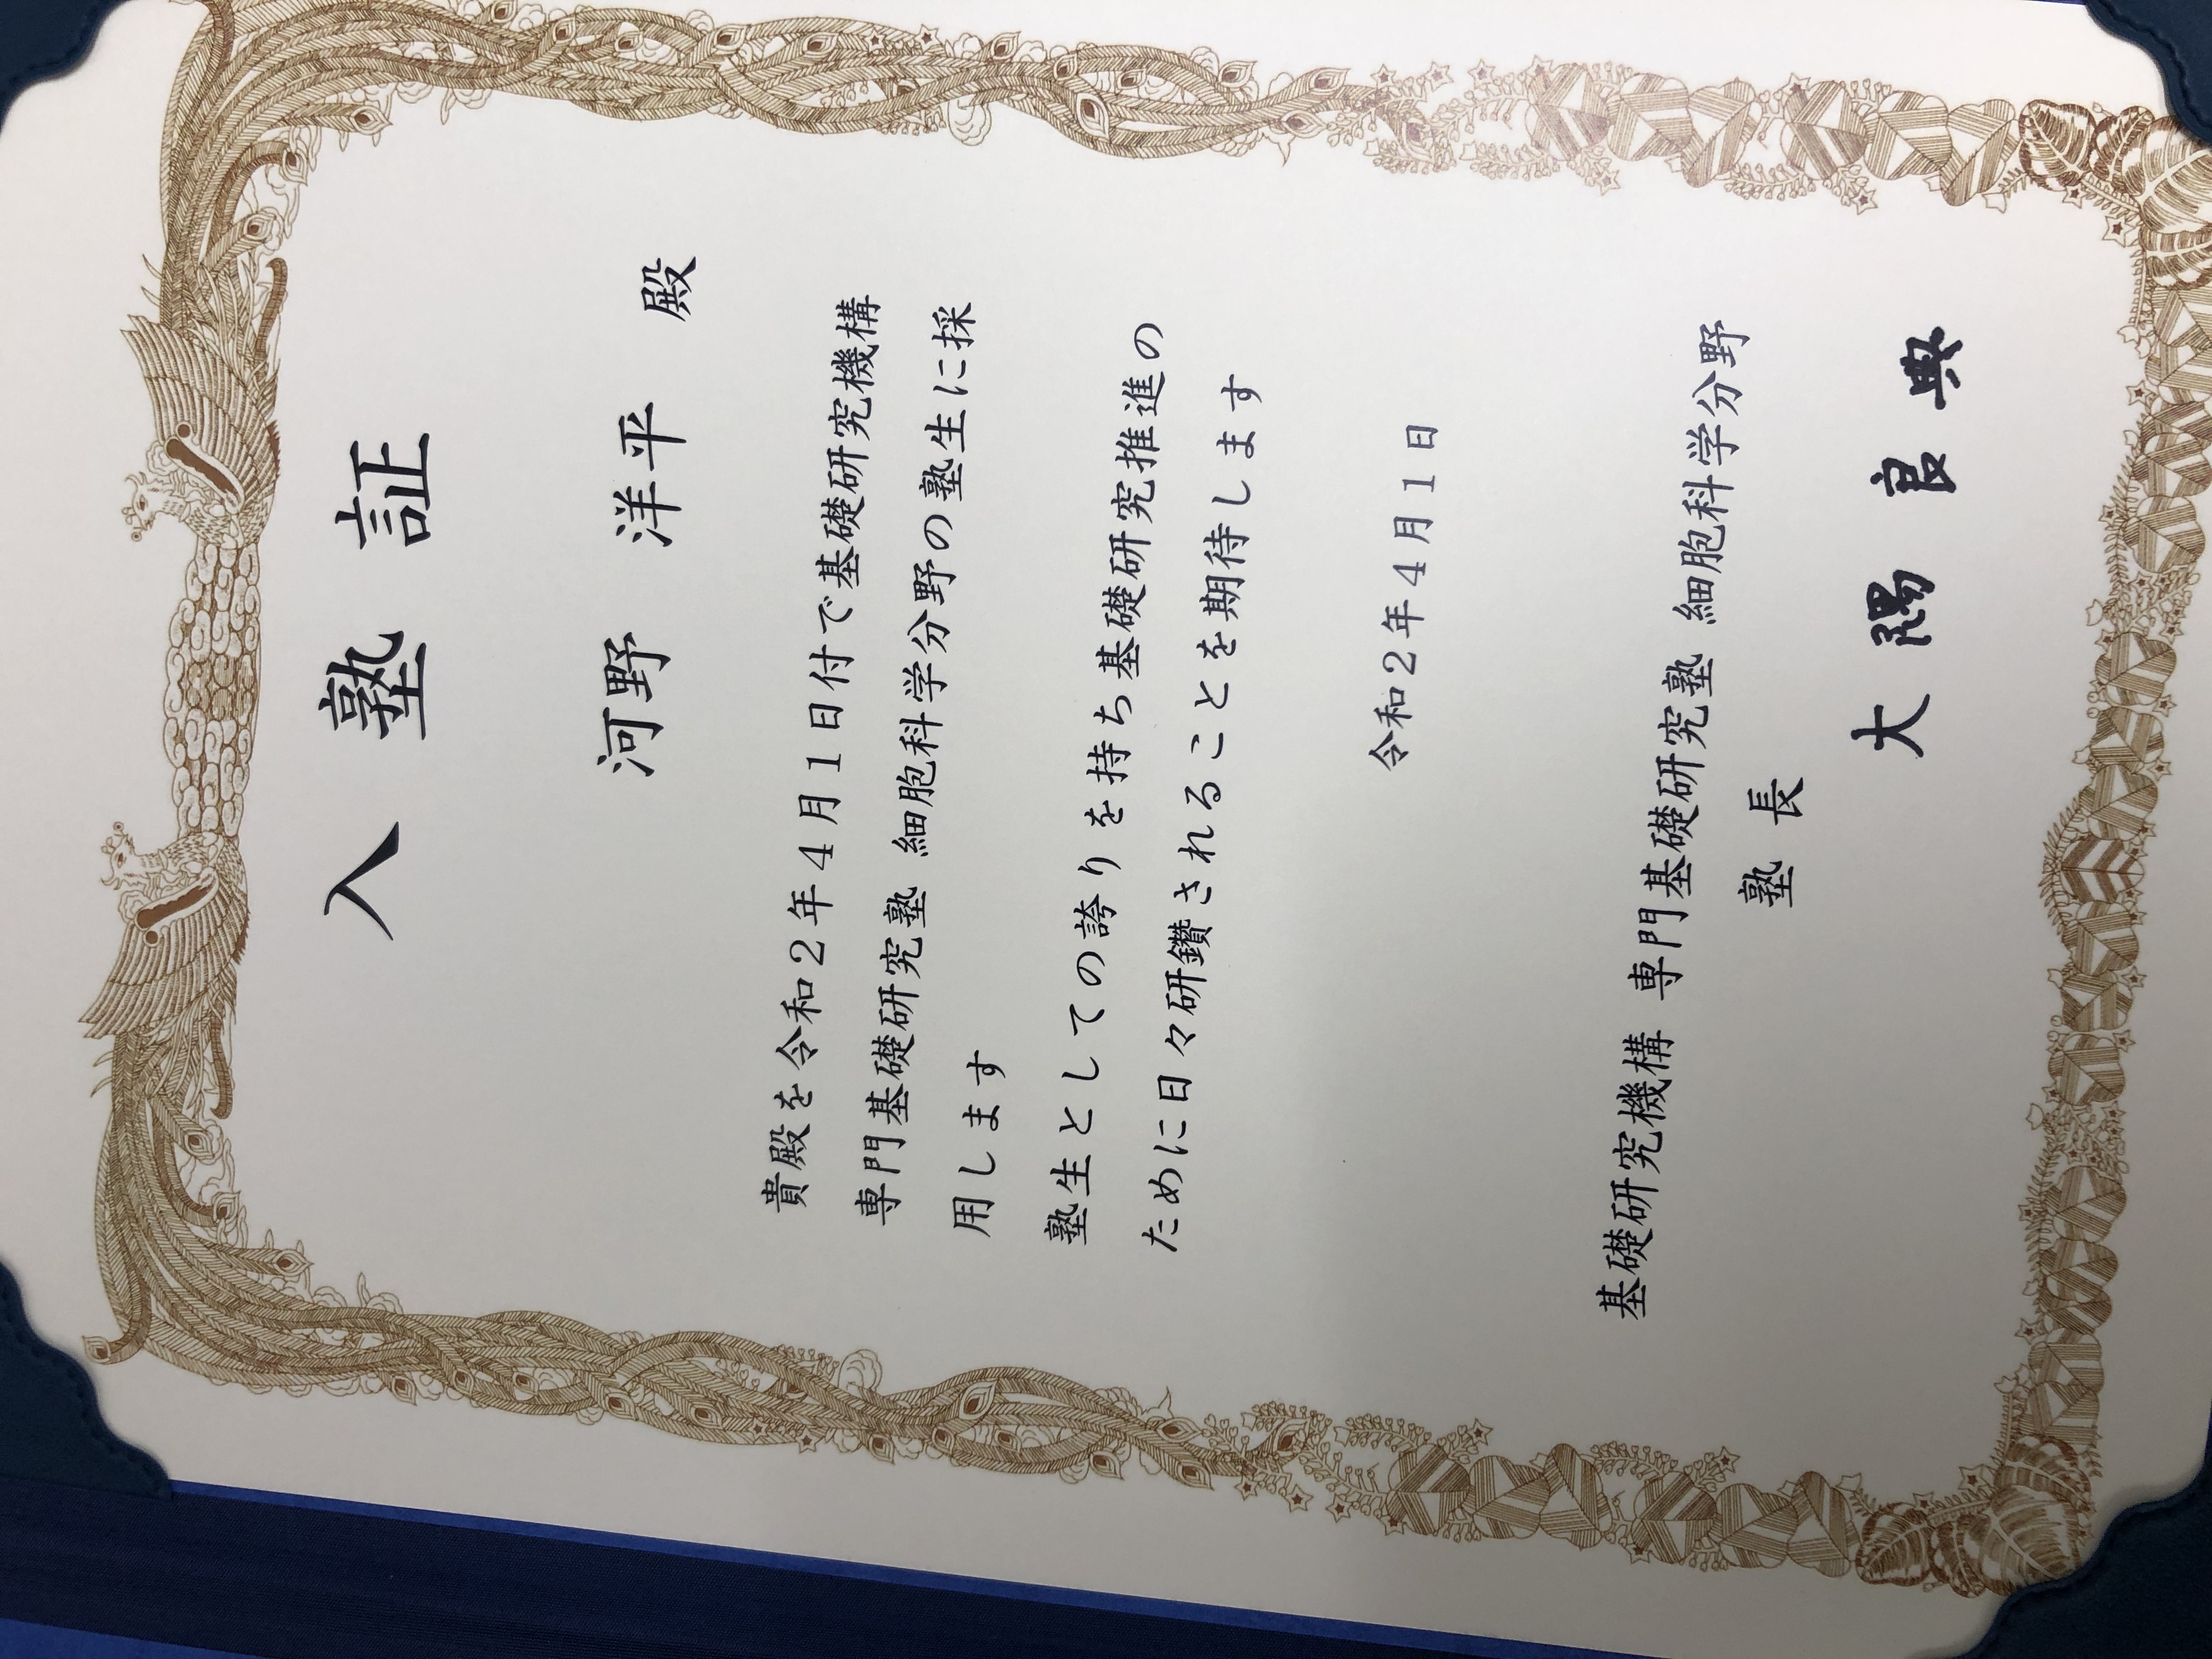 入塾証
河野 洋平 殿
貴殿を令和2年4月1日付で基礎研究機構
専門基礎研究塾 細胞科学分野の塾生に採
用します
塾生としての誇りを持ち基礎研究推進の
ために日々研鑽されることを期待します
令和2年4月1日
基礎研究機構 専門基礎研究塾 細胞科学分野
塾長
大隅良典